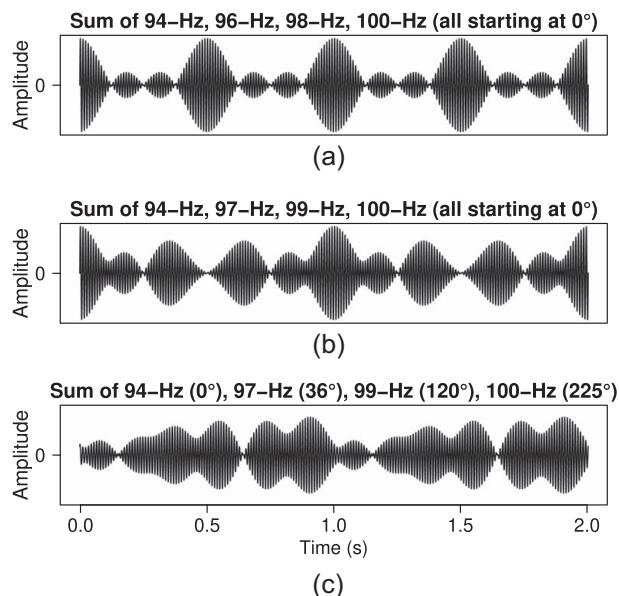 Sum of 94−Hz, 96−Hz, 98−Hz, 100−Hz (all starting at 0°)
Amplitude
0
(a)
Sum of 94−Hz, 97−Hz, 99−Hz, 100−Hz (all starting at 0°)
Amplitude
0
(b)
Sum of 94−Hz (0°), 97−Hz (36°), 99−Hz (120°), 100−Hz (225°)
Amplitude
0
0.0 0.5 1.0 1.5 2.0
Time (s)
(c)